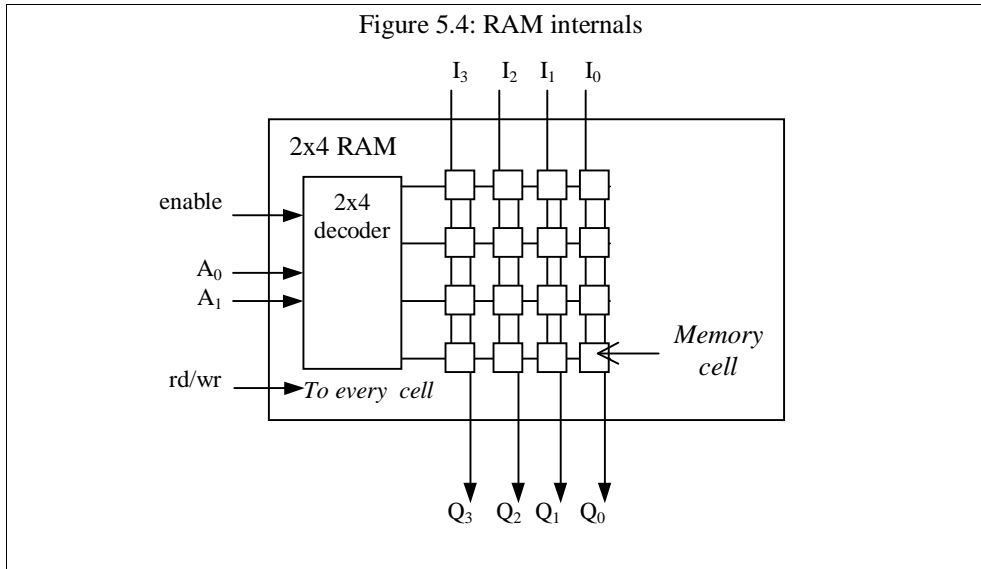 Figure 5.4: RAM internals
I₃ I₂ I₁ I₀
2x4 RAM
enable
2x4
decoder
A₀
A₁
Memory
cell
rd/wr
To every cell
Q₃ Q₂ Q₁ Q₀